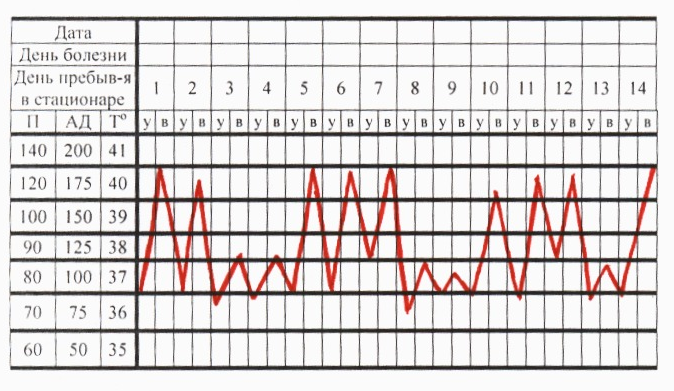 Дата
День болезни
День пребыв-я
в стационаре
1 2 3 4 5 6 7 8 9 10 11 12 13 14
П АД Т° у в у в у в у в у в у в у в у в у в у в у в у в у в у в
140 200 41
120 175 40
100 150 39
90 125 38
80 100 37
70 75 36
60 50 35